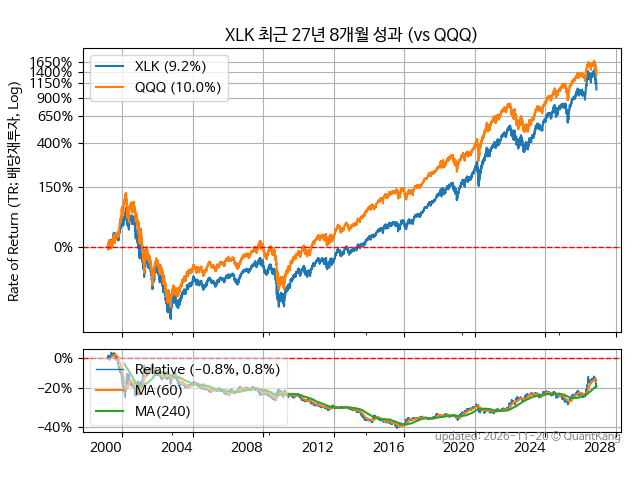 XLK 최근 27년 8개월 성과 (vs QQQ)
Rate of Return (TR; 배당재투자, Log)
1650%
1400%
1150%
900%
650%
400%
150%
0%
XLK (9.2%)
QQQ (10.0%)
0%
−20%
−40%
Relative (−0.8%, 0.8%)
MA(60)
MA(240)
2000
2004
2008
2012
2016
2020
2024
2028
updated: 2026-11-20 © QuantKang